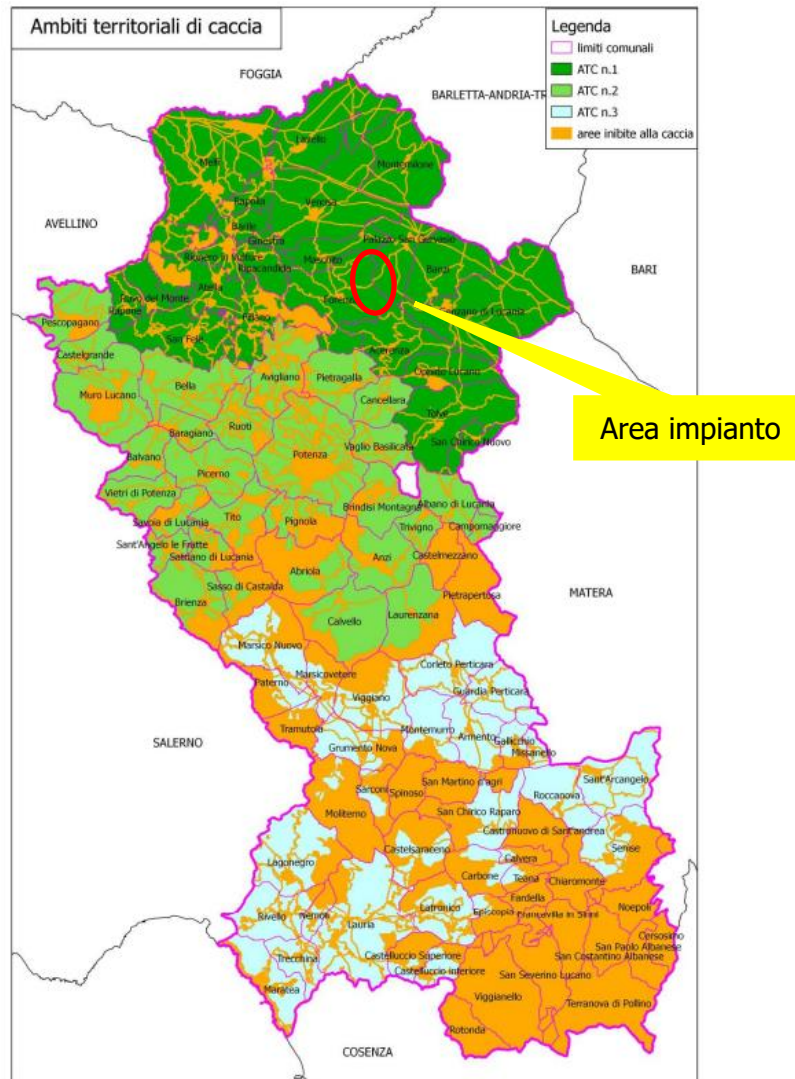 Ambiti territoriali di caccia
Legenda
limiti comunali
ATC n.1
ATC n.2
ATC n.3
aree inibite alla caccia
FOGGIA
BARLETTA-ANDRIA-TR
Lavello
Montemilone
Melfi
AVELLINO
Rapolla
Venosa
Barile
Ginestra
Palazzo San Gervasio
BARI
Rionero in Vulture
Ripacandida
Maschito
Banzi
Ruvo del Monte
Atella
Forenza
Rapone
Genzano di Lucania
Pescopagano
Filiano
San Fele
Acerenza
Castelgrande
Oppido Lucano
Muro Lucano
Bella
Avigliano
Pietragalla
Cancellara
Tolve
Area impianto
Baragiano
Ruoti
San Chirico Nuovo
Balvano
Potenza
Vaglio Basilicata
Picerno
Vietri di Potenza
Brindisi Montagna
Albano di Lucania
Savoia di Lucania
Tito
Pignola
Trivigno
Campomaggiore
Sant'Angelo le Fratte
Satriano di Lucania
Anzi
Castelmezzano
Abriola
Sasso di Castalda
Pietrapertosa
MATERA
Brienza
Calvello
Laurenzana
Marsico Nuovo
Corleto Perticara
Marsicovetere
Paterno
Viggiano
Guardia Perticara
Tramutola
Montemurro
Armento
SALERNO
Grumento Nova
Gallicchio
Missanello
San Martino d'agri
Sant'Arcangelo
Sarconi
Spinoso
Roccanova
Moliterno
San Chirico Raparo
Castronuovo di Sant'andrea
Castelsaraceno
Senise
Lagonegro
Calvera
Carbone
Teana
Chiaromonte
Fardella
Latronico
Episcopia
Francavilla in Sinni
Noepoli
Rivello
Nemoli
Lauria
Cersosimo
San Paolo Albanese
Trecchina
Castelluccio Superiore
San Costantino Albanese
Castelluccio inferiore
San Severino Lucano
Maratea
Viggianello
Terranova di Pollino
Rotonda
COSENZA